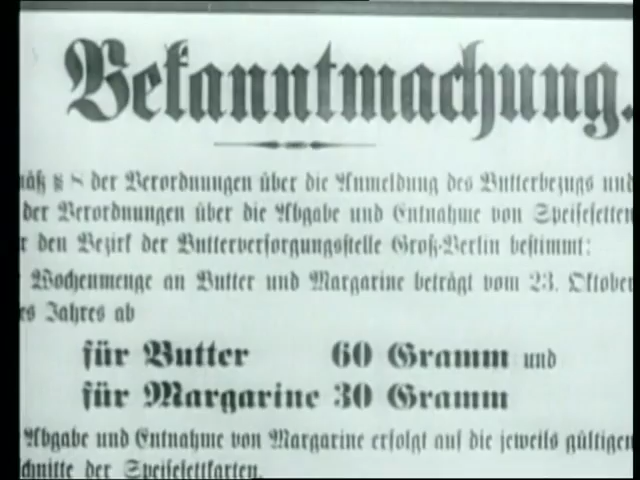 Bekanntmachung.
der Verordnungen über die Anmeldung des Butterbezugs und
der Verordnungen über die Abgabe und Entnahme von Speisefetten
r den Bezirk der Butterversorgungsstelle Groß-Berlin bestimmt:
Wochenmenge an Butter und Margarine beträgt vom 23. Oktober
es Jahres ab
für Butter 60 Gramm und
für Margarine 30 Gramm
Abgabe und Entnahme von Margarine erfolgt auf die jeweils gültigen
chnitte der Speisefettkarten.